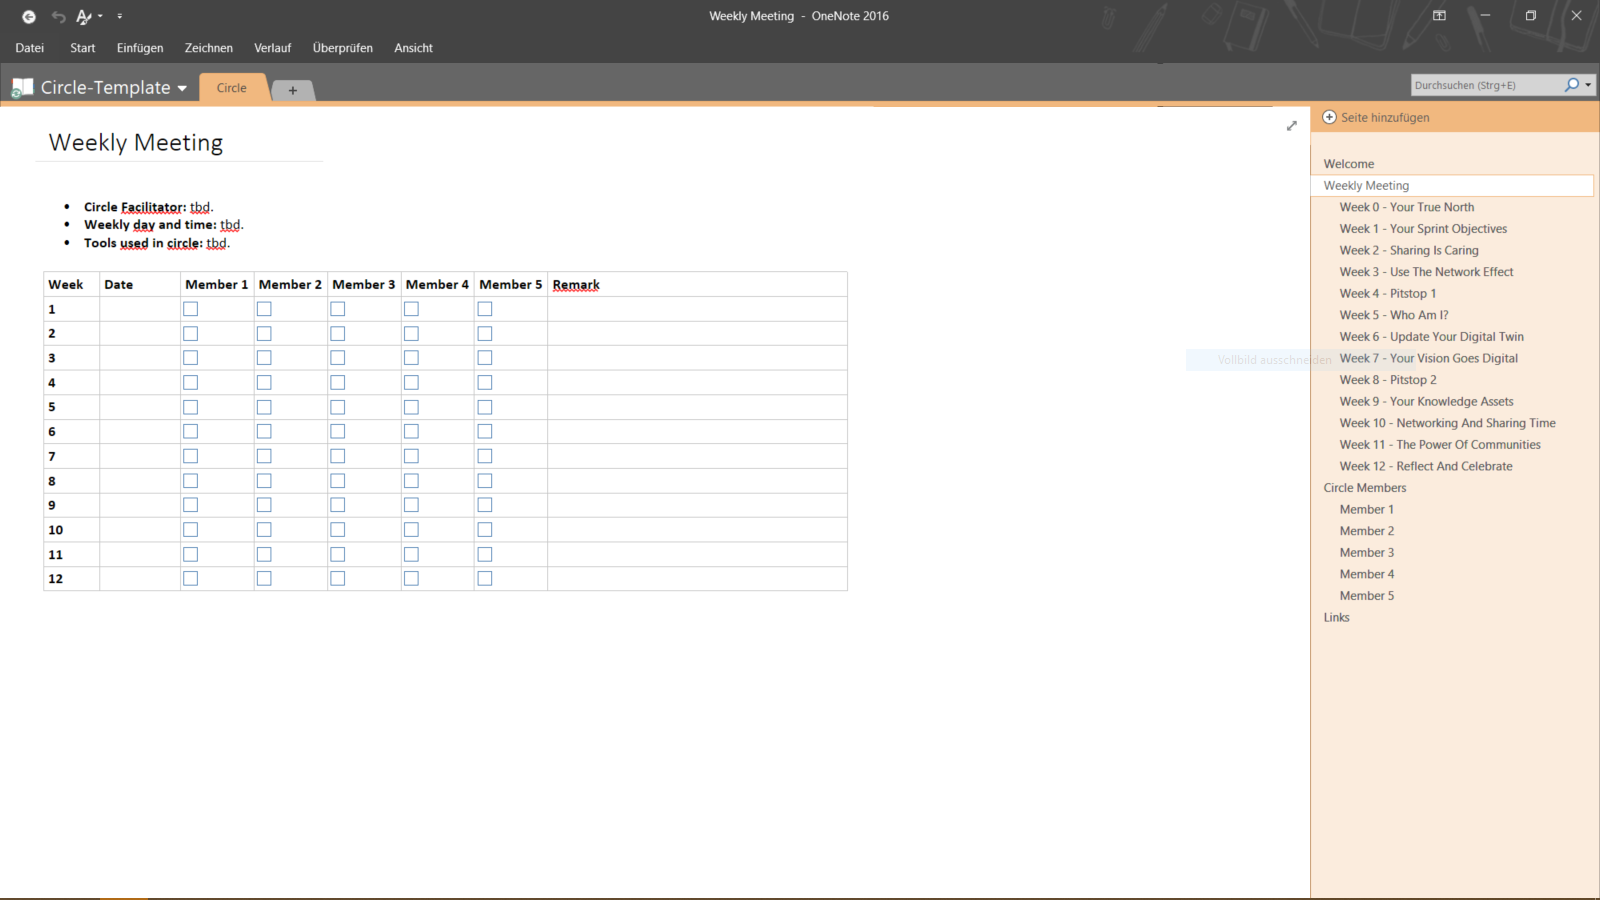 Weekly Meeting - OneNote 2016
Datei Start Einfügen Zeichnen Verlauf Überprüfen Ansicht
Circle-Template Circle +
Durchsuchen (Strg+E)
Weekly Meeting
• Circle Facilitator: tbd.
• Weekly day and time: tbd.
• Tools used in circle: tbd.
Week Date Member 1 Member 2 Member 3 Member 4 Member 5 Remark
1
2
3
4
5
6
7
8
9
10
11
12
Seite hinzufügen
Welcome
Weekly Meeting
Week 0 - Your True North
Week 1 - Your Sprint Objectives
Week 2 - Sharing Is Caring
Week 3 - Use The Network Effect
Week 4 - Pitstop 1
Week 5 - Who Am I?
Week 6 - Update Your Digital Twin
Vollbild ausschneiden
Week 7 - Your Vision Goes Digital
Week 8 - Pitstop 2
Week 9 - Your Knowledge Assets
Week 10 - Networking And Sharing Time
Week 11 - The Power Of Communities
Week 12 - Reflect And Celebrate
Circle Members
Member 1
Member 2
Member 3
Member 4
Member 5
Links